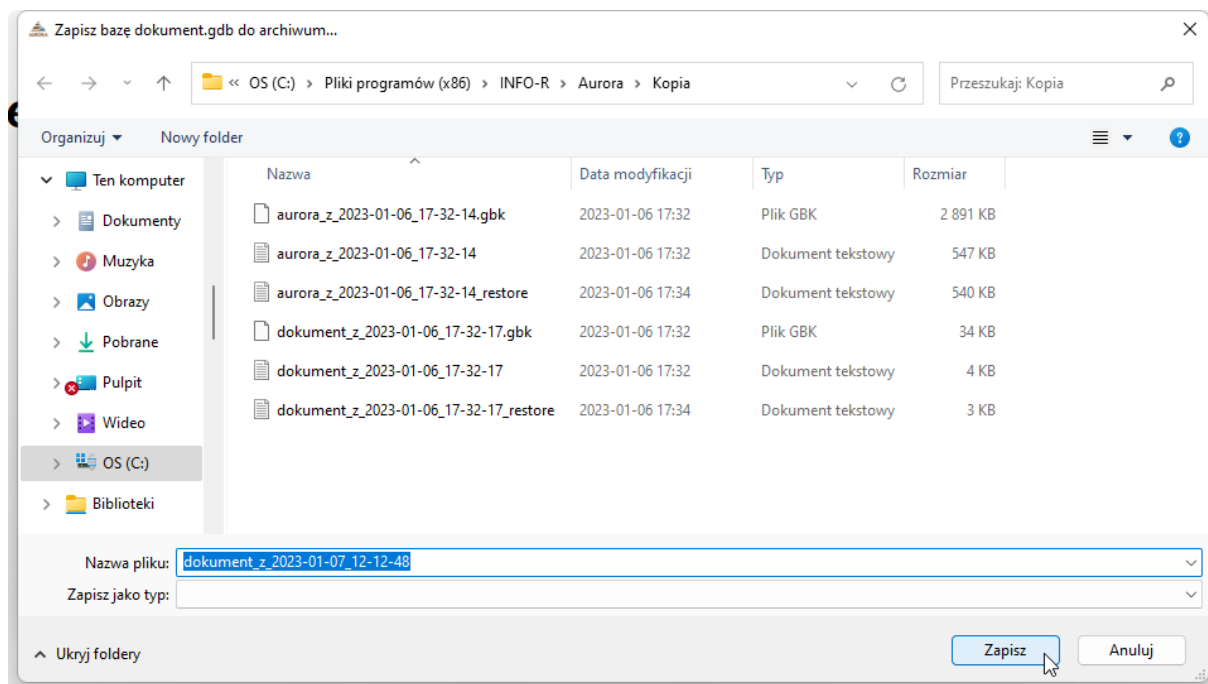 Zapisz bazę dokument.gdb do archiwum...
« OS (C:) > Pliki programów (x86) > INFO-R > Aurora > Kopia
Przeszukaj: Kopia
Organizuj Nowy folder
Ten komputer
Dokumenty
Muzyka
Obrazy
Pobrane
Pulpit
Wideo
OS (C:)
Biblioteki
Nazwa Data modyfikacji Typ Rozmiar
aurora_z_2023-01-06_17-32-14.gbk 2023-01-06 17:32 Plik GBK 2 891 KB
aurora_z_2023-01-06_17-32-14 2023-01-06 17:32 Dokument tekstowy 547 KB
aurora_z_2023-01-06_17-32-14_restore 2023-01-06 17:34 Dokument tekstowy 540 KB
dokument_z_2023-01-06_17-32-17.gbk 2023-01-06 17:32 Plik GBK 34 KB
dokument_z_2023-01-06_17-32-17 2023-01-06 17:32 Dokument tekstowy 4 KB
dokument_z_2023-01-06_17-32-17_restore 2023-01-06 17:34 Dokument tekstowy 3 KB
Nazwa pliku: dokument_z_2023-01-07_12-12-48
Zapisz jako typ:
Ukryj foldery
Zapisz Anuluj